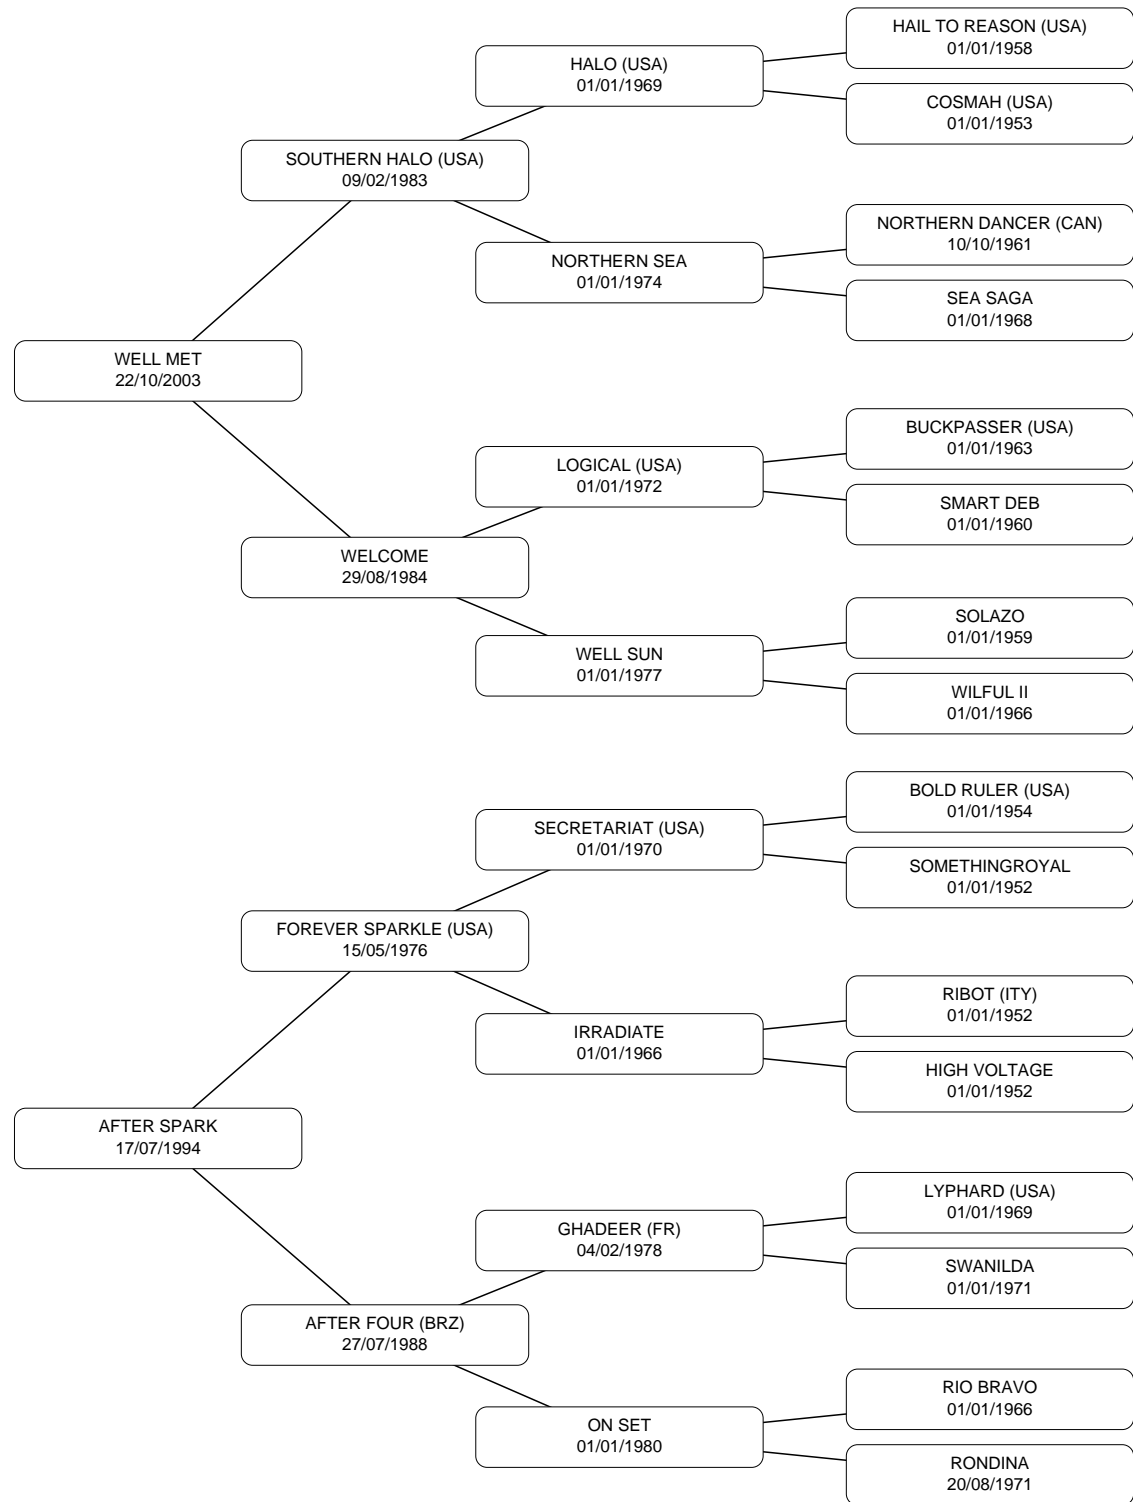 HAIL TO REASON (USA)
01/01/1958
HALO (USA)
01/01/1969
COSMAH (USA)
01/01/1953
SOUTHERN HALO (USA)
09/02/1983
NORTHERN DANCER (CAN)
10/10/1961
NORTHERN SEA
01/01/1974
SEA SAGA
01/01/1968
WELL MET
22/10/2003
BUCKPASSER (USA)
01/01/1963
LOGICAL (USA)
01/01/1972
SMART DEB
01/01/1960
WELCOME
29/08/1984
SOLAZO
01/01/1959
WELL SUN
01/01/1977
WILFUL II
01/01/1966
BOLD RULER (USA)
01/01/1954
SECRETARIAT (USA)
01/01/1970
SOMETHINGROYAL
01/01/1952
FOREVER SPARKLE (USA)
15/05/1976
RIBOT (ITY)
01/01/1952
IRRADIATE
01/01/1966
HIGH VOLTAGE
01/01/1952
AFTER SPARK
17/07/1994
LYPHARD (USA)
01/01/1969
GHADEER (FR)
04/02/1978
SWANILDA
01/01/1971
AFTER FOUR (BRZ)
27/07/1988
RIO BRAVO
01/01/1966
ON SET
01/01/1980
RONDINA
20/08/1971